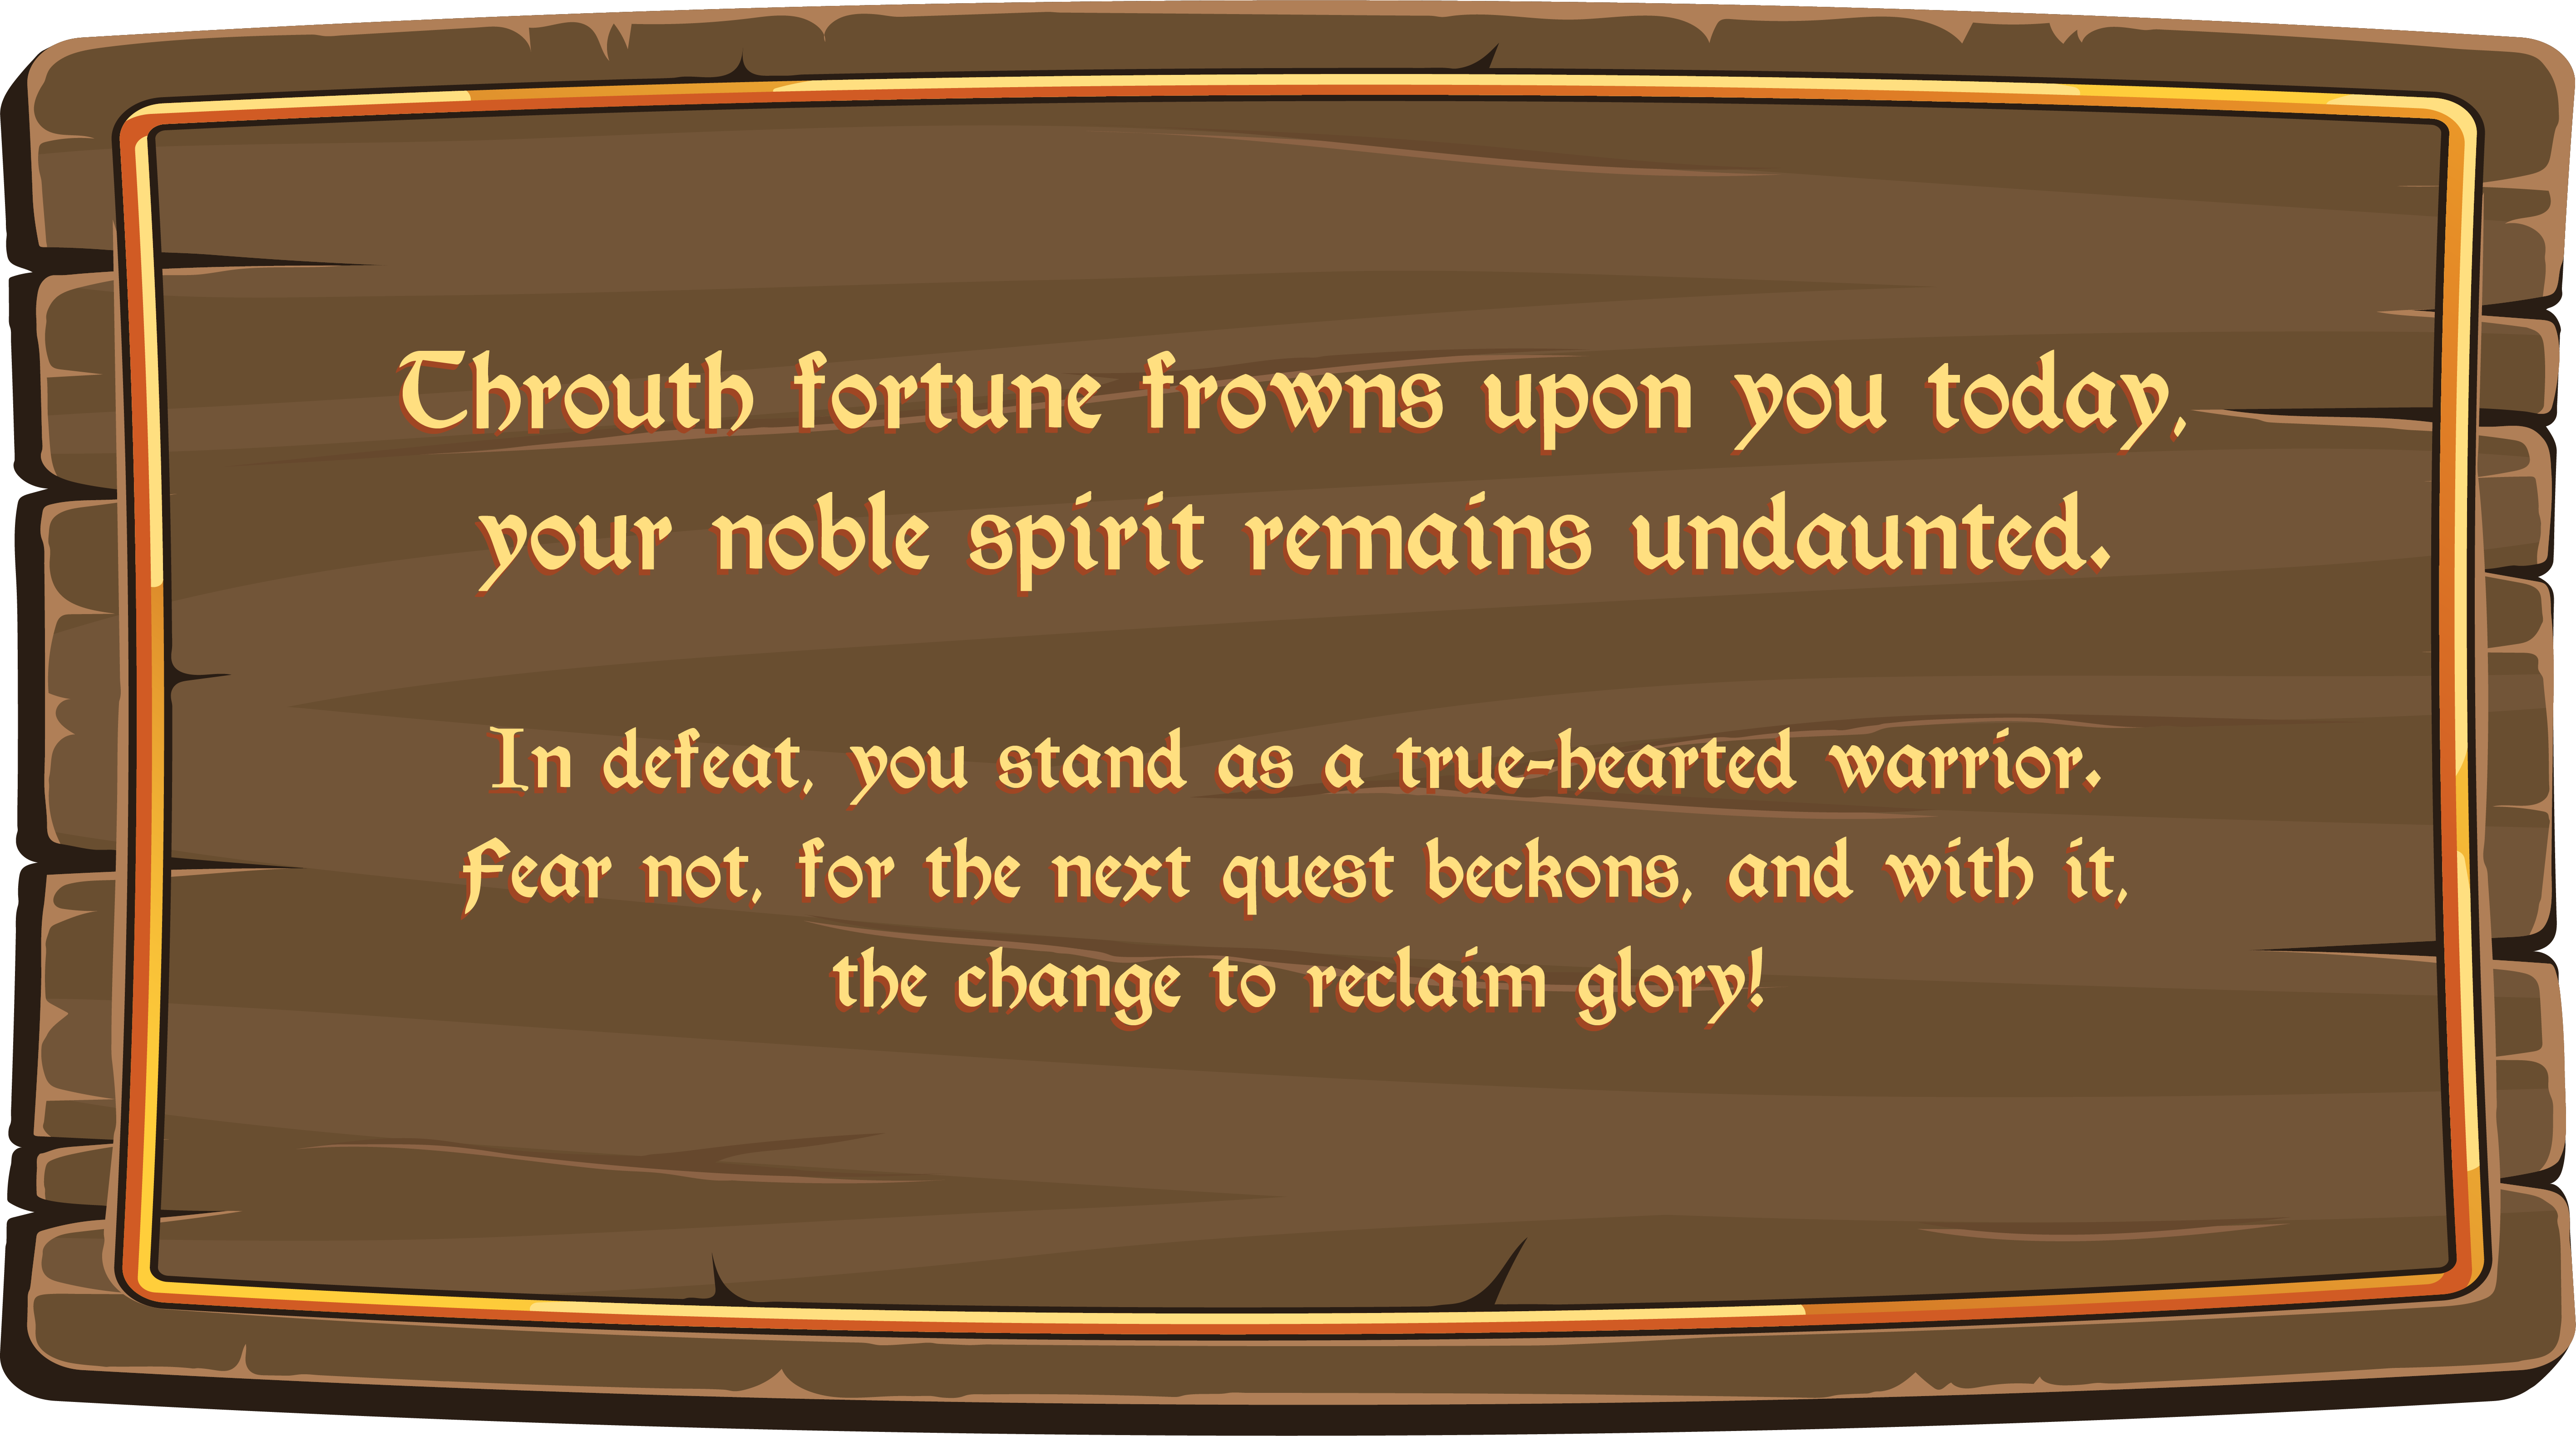 Throuth fortune frowns upon you today,
your noble spirit remains undaunted.
In defeat, you stand as a true-hearted warrior.
Fear not, for the next quest beckons, and with it,
the change to reclaim glory!